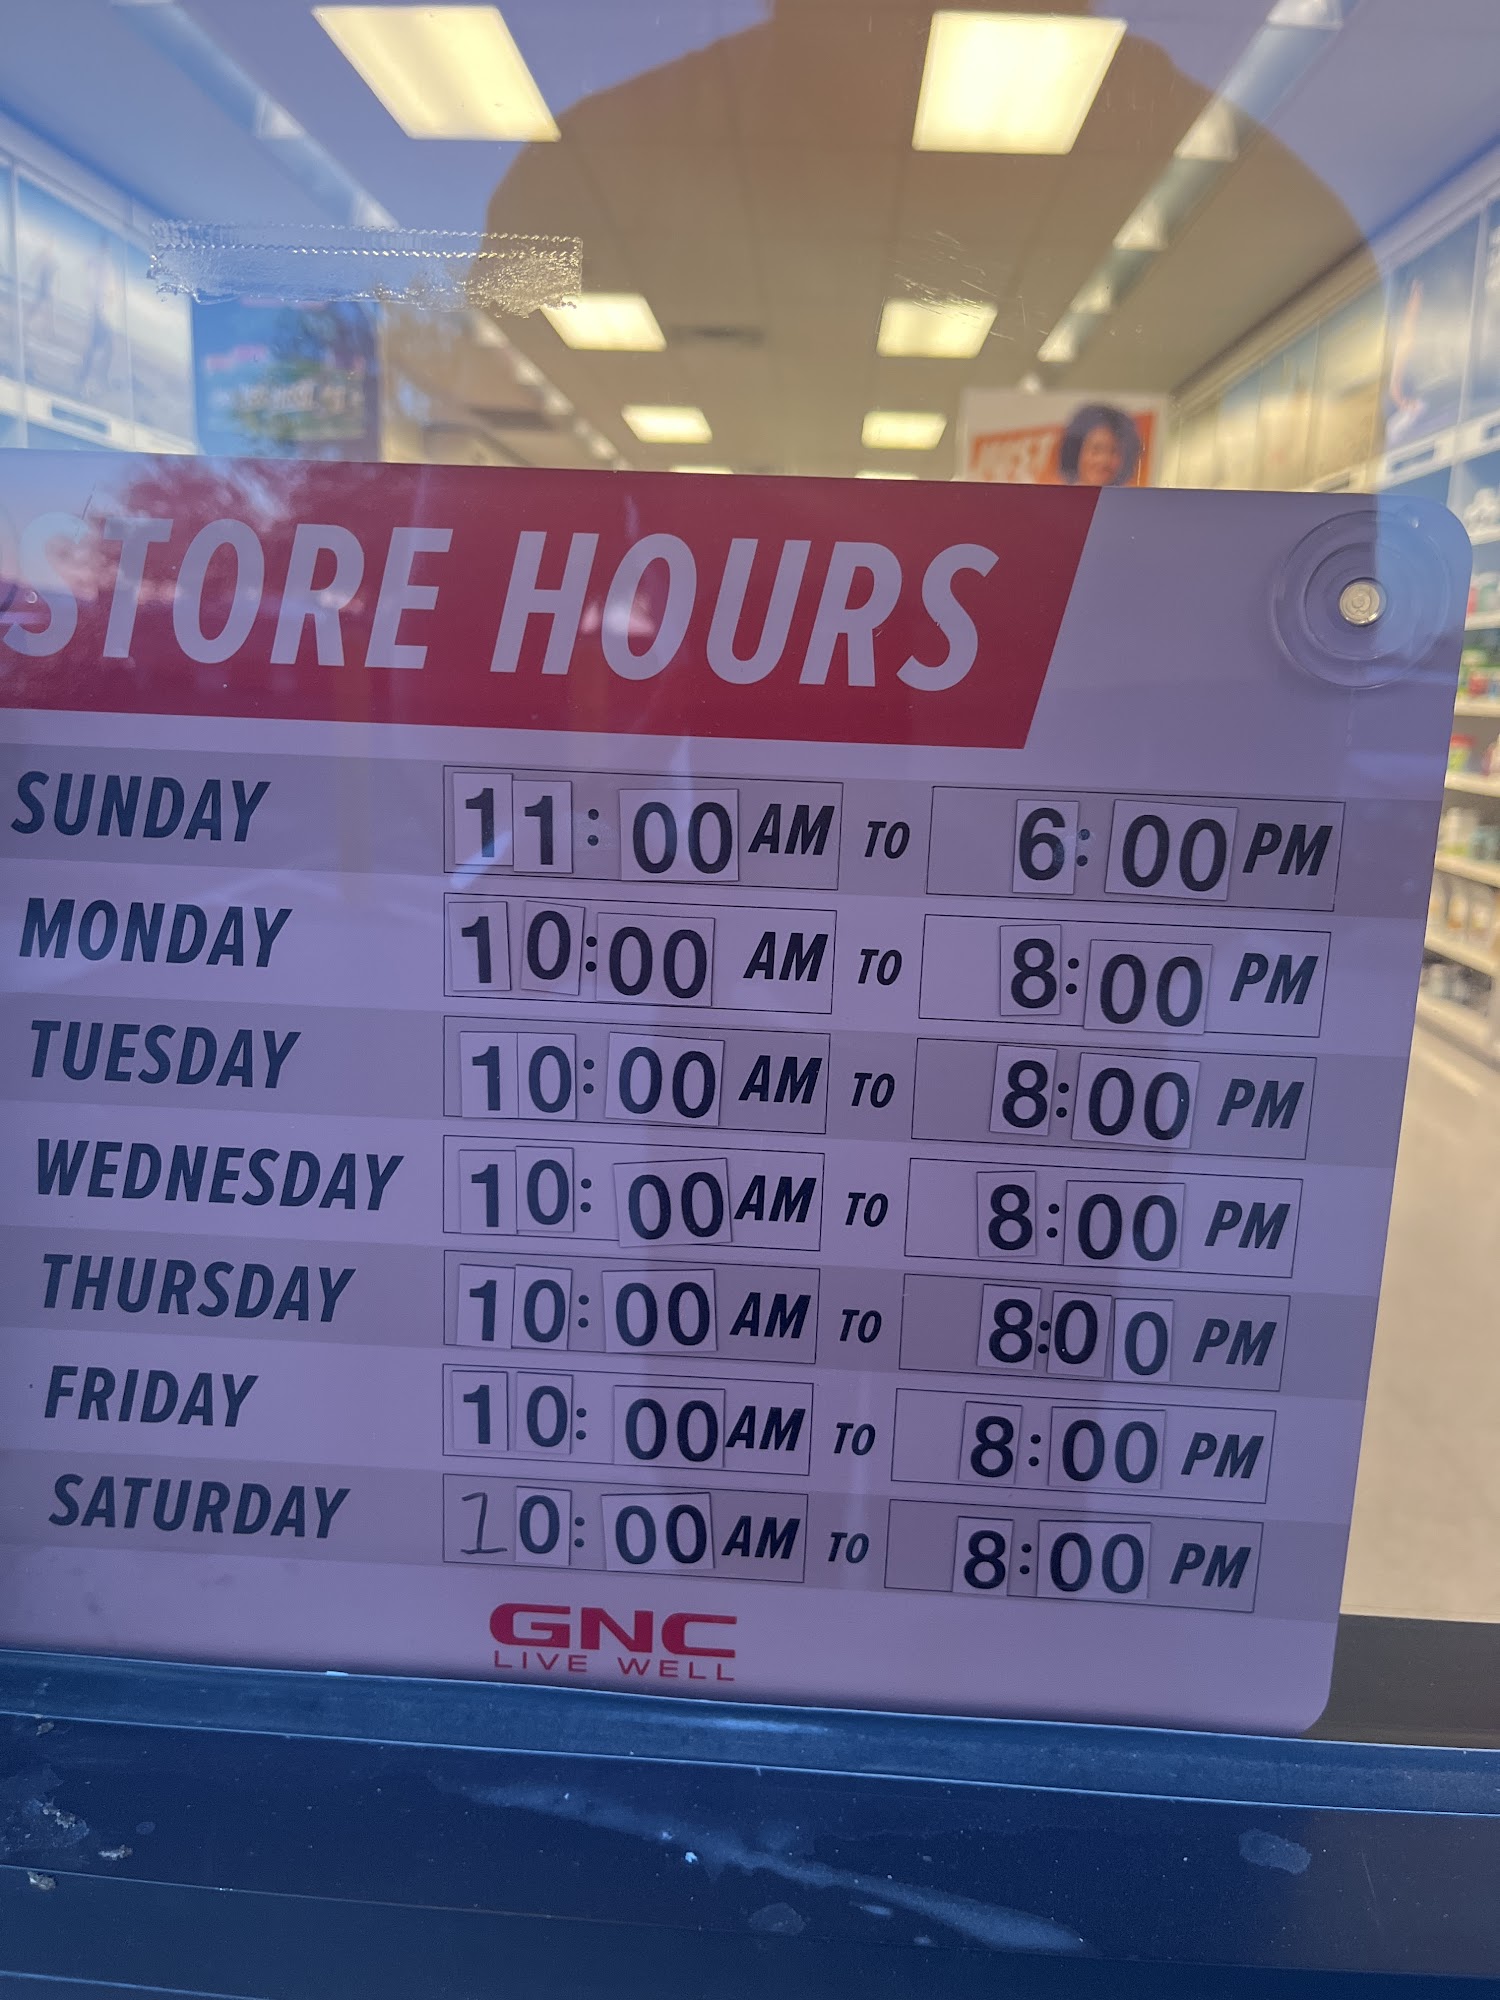 STORE HOURS
SUNDAY 11:00 AM TO 6:00 PM
MONDAY 10:00 AM TO 8:00 PM
TUESDAY 10:00 AM TO 8:00 PM
WEDNESDAY 10:00 AM TO 8:00 PM
THURSDAY 10:00 AM TO 8:00 PM
FRIDAY 10:00 AM TO 8:00 PM
SATURDAY 10:00 AM TO 8:00 PM
GNC
LIVE WELL